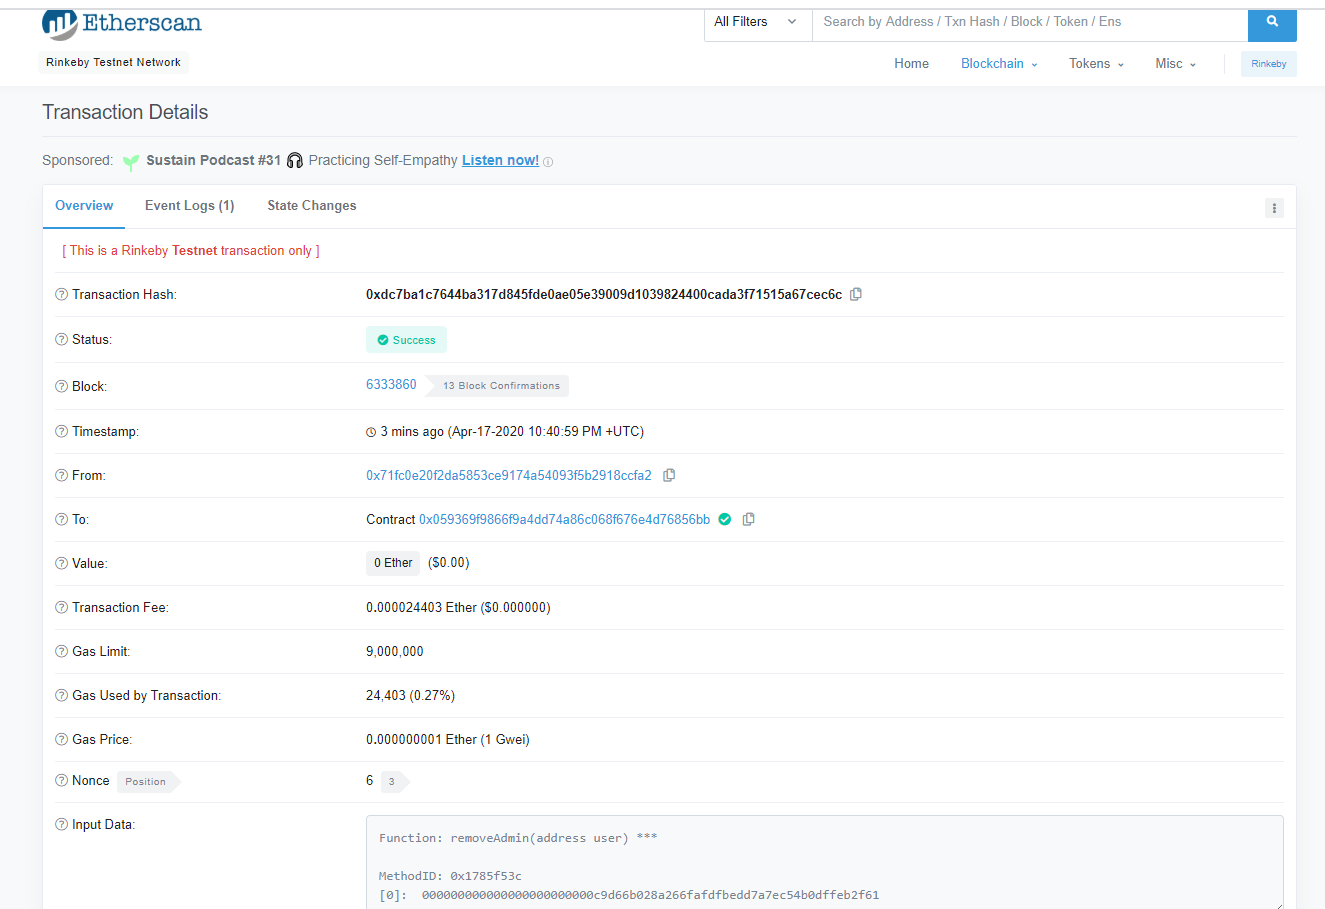 Etherscan
All Filters
Search by Address / Txn Hash / Block / Token / Ens
Rinkeby Testnet Network
Home Blockchain Tokens Misc Rinkeby
Transaction Details
Sponsored: Sustain Podcast #31 Practicing Self-Empathy Listen now!
Overview Event Logs (1) State Changes
[ This is a Rinkeby Testnet transaction only ]
Transaction Hash: 0xdc7ba1c7644ba317d845fde0ae05e39009d1039824400cada3f71515a67cec6c
Status: Success
Block: 6333860 13 Block Confirmations
Timestamp: 3 mins ago (Apr-17-2020 10:40:59 PM +UTC)
From: 0x71fc0e20f2da5853ce9174a54093f5b2918ccfa2
To: Contract 0x059369f9866f9a4dd74a86c068f676e4d76856bb
Value: 0 Ether ($0.00)
Transaction Fee: 0.000024403 Ether ($0.000000)
Gas Limit: 9,000,000
Gas Used by Transaction: 24,403 (0.27%)
Gas Price: 0.000000001 Ether (1 Gwei)
Nonce Position 6 3
Input Data:
Function: removeAdmin(address user) ***
MethodID: 0x1785f53c
[0]: 000000000000000000000000c9d66b028a266fafdfbedd7a7ec54b0dffeb2f61